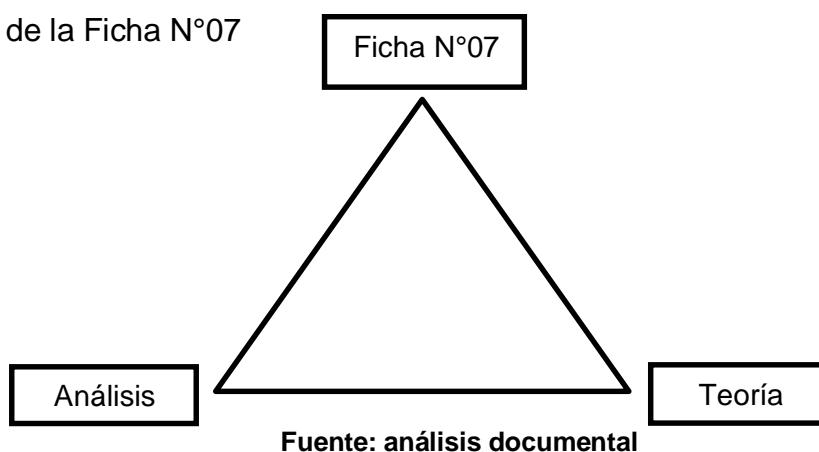 de la Ficha N°07
Ficha N°07
Análisis
Teoría
Fuente: análisis documental